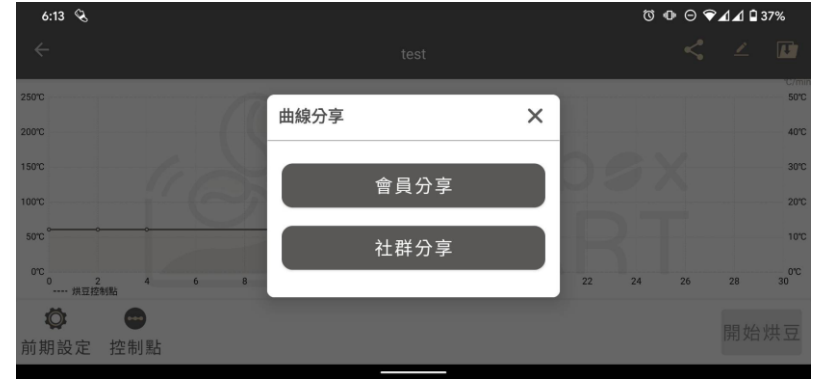 6:13 37%
test
℃/min
250℃ 50℃
曲線分享
200℃ 40℃
150℃ 30℃
會員分享
100℃ 20℃
50℃ 10℃
社群分享
0℃ 0℃
0 2 4 6 8 22 24 26 28 30
---- 烘豆控制點
前期設定 控制點 開始烘豆